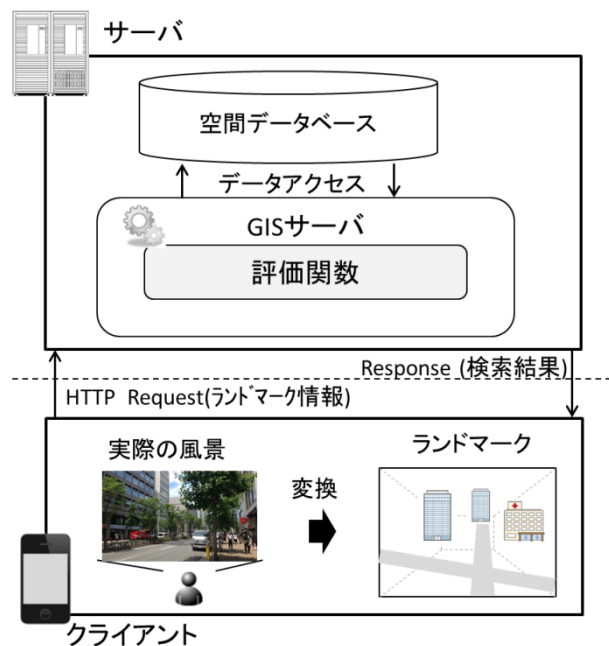 サーバ
空間データベース
データアクセス
GISサーバ
評価関数
Response (検索結果)
HTTP Request(ランドマーク情報)
実際の風景
ランドマーク
変換
クライアント